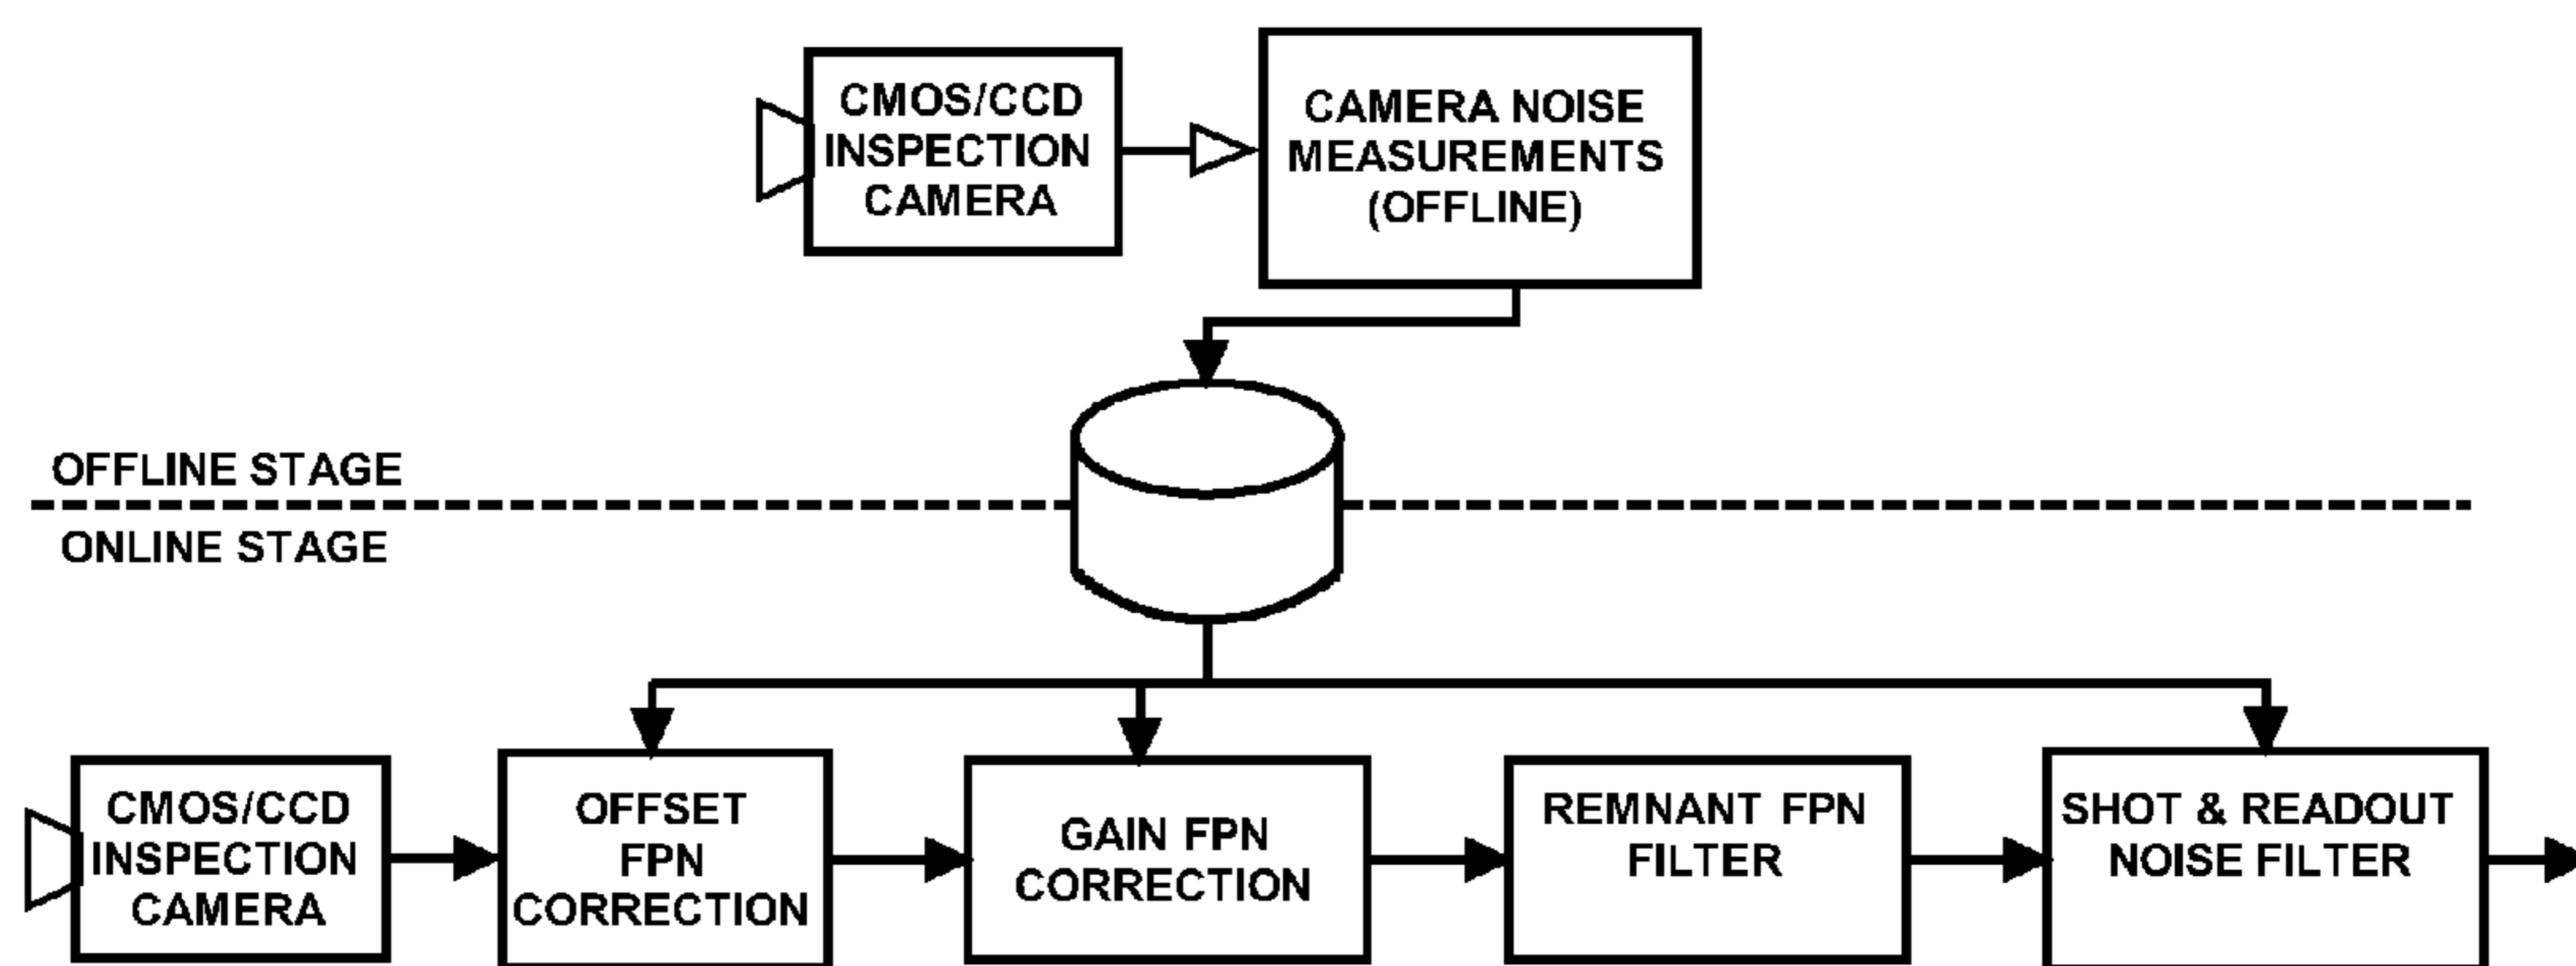 CMOS/CCD
INSPECTION
CAMERA
CAMERA NOISE
MEASUREMENTS
(OFFLINE)
OFFLINE STAGE
ONLINE STAGE
CMOS/CCD
INSPECTION
CAMERA
OFFSET
FPN
CORRECTION
GAIN FPN
CORRECTION
REMNANT FPN
FILTER
SHOT & READOUT
NOISE FILTER